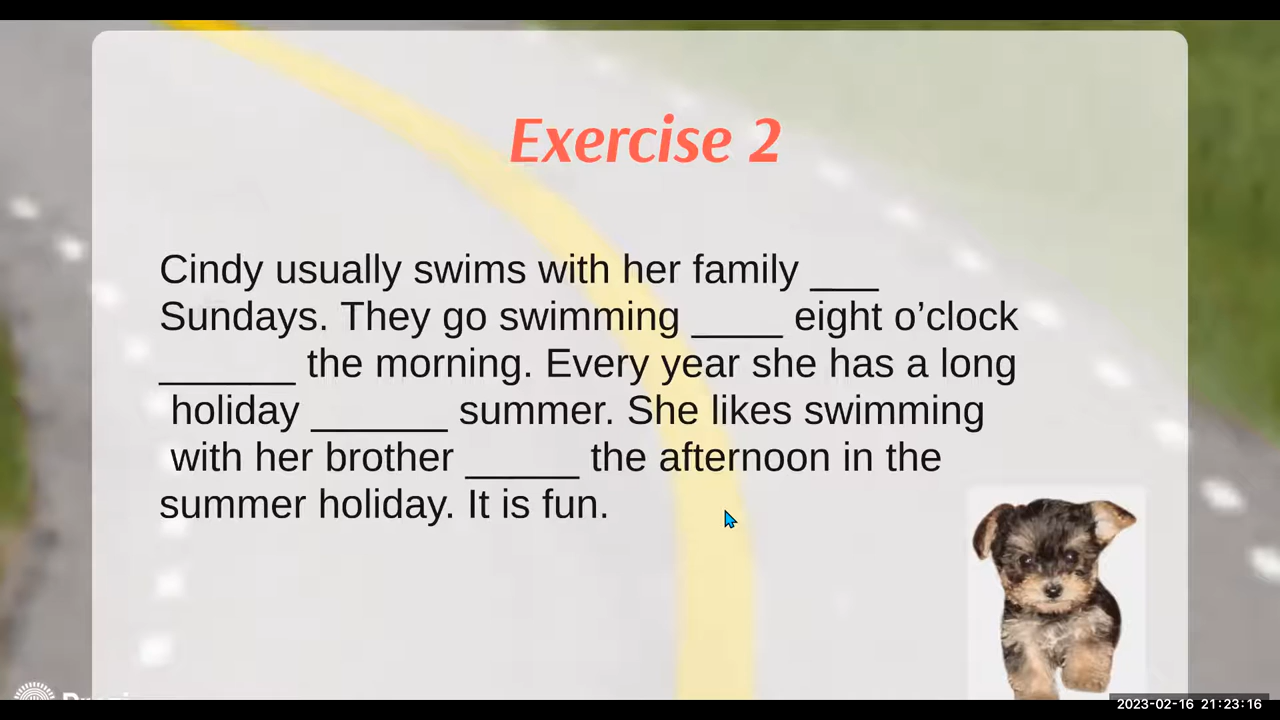 Exercise 2
Cindy usually swims with her family ___
Sundays. They go swimming ____ eight o’clock
______ the morning. Every year she has a long
holiday ______ summer. She likes swimming
with her brother _____ the afternoon in the
summer holiday. It is fun.
2023-02-16 21:23:16